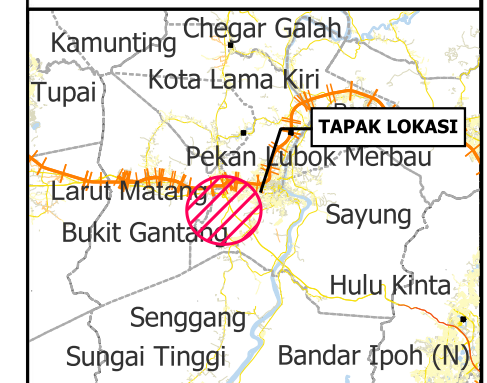 Chegar Galah
Kamunting
Kota Lama Kiri
Tupai
TAPAK LOKASI
Pekan Lubok Merbau
Larut Matang
Sayung
Bukit Gantang
Hulu Kinta
Senggang
Sungai Tinggi
Bandar Ipoh (N)